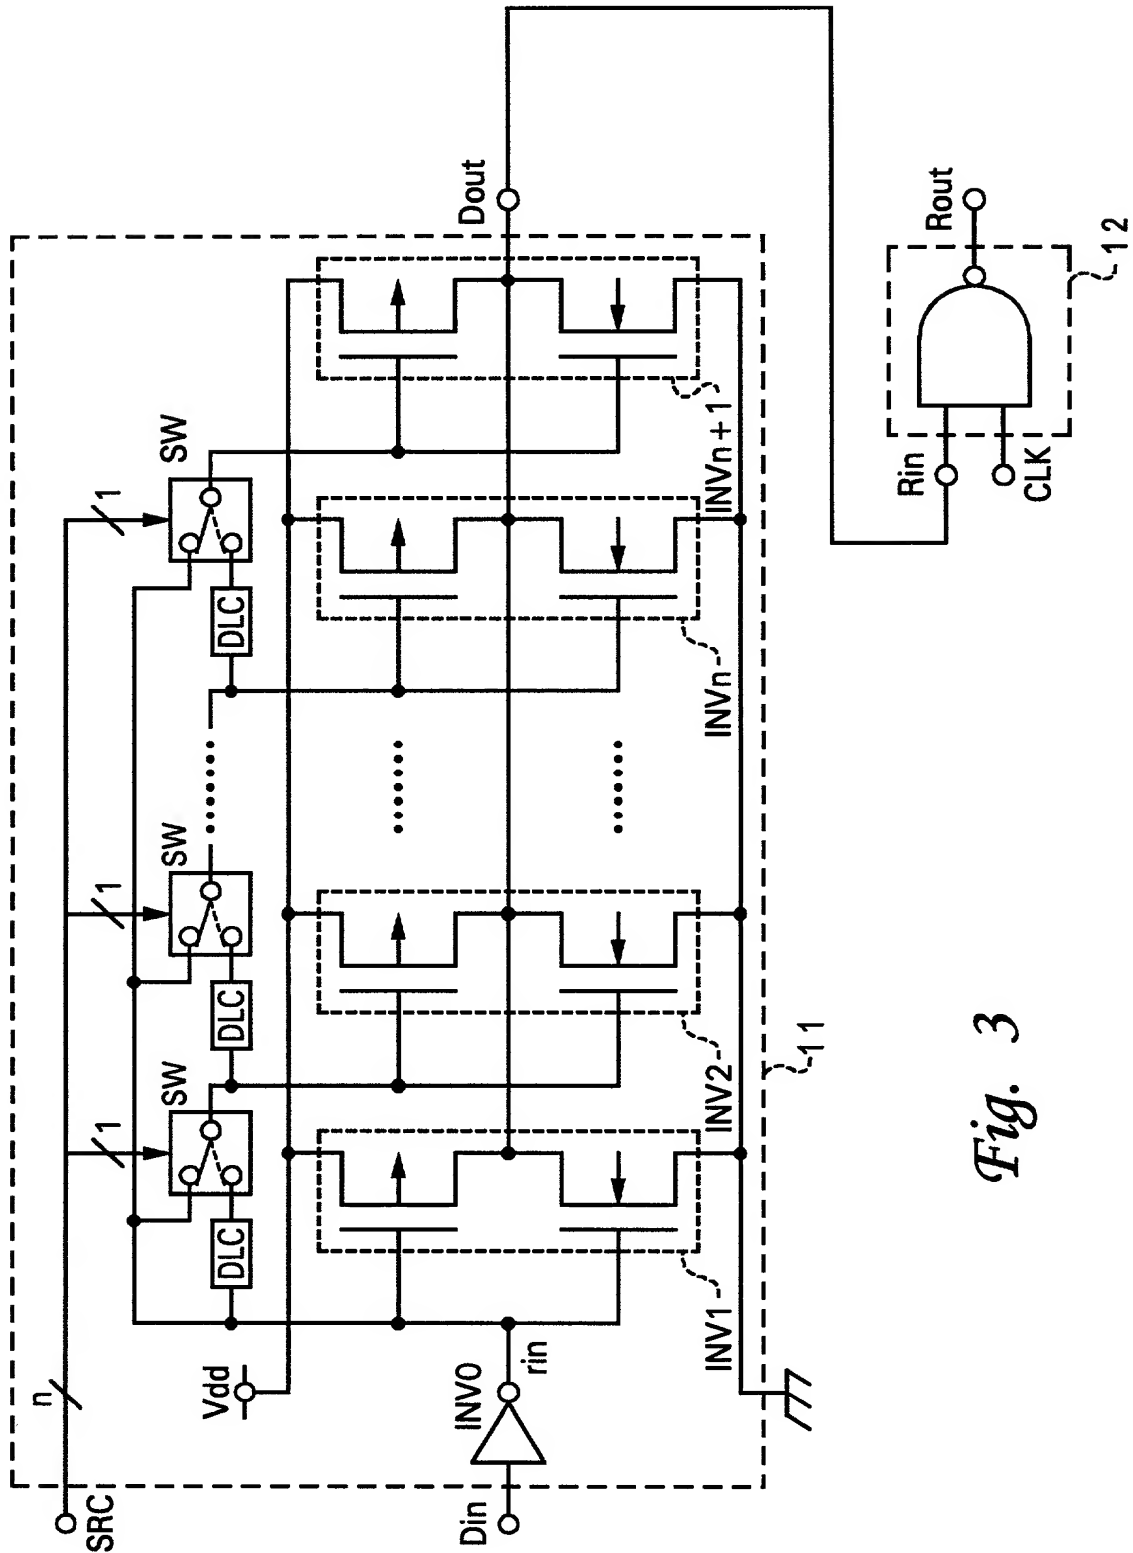 SRC
n
1
1
1
SW
SW
SW
DLC
DLC
DLC
Vdd
Din
INV0
rin
Dout
INV1
INV2
INVn
INVn+1
11
Rin
CLK
Rout
12
Fig. 3